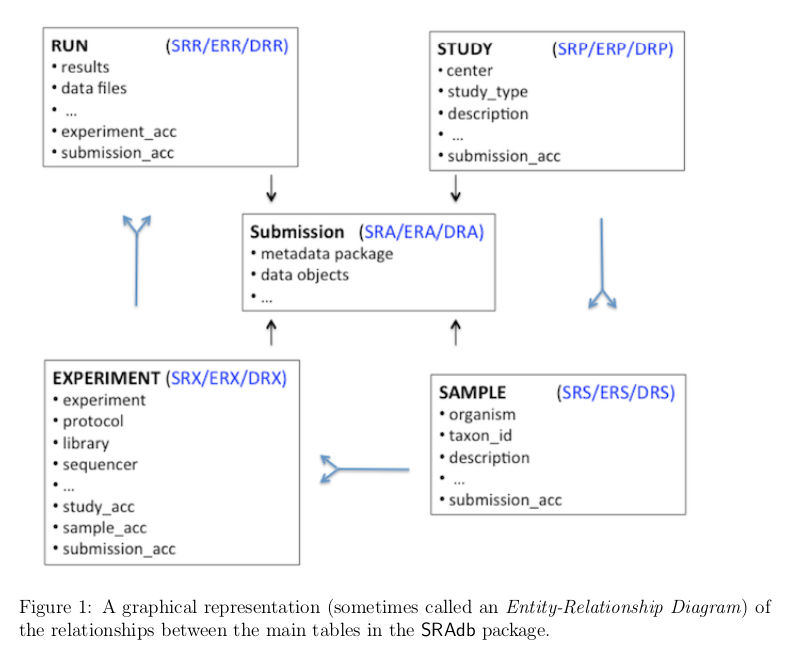 RUN (SRR/ERR/DRR)
• results
• data files
• ...
• experiment_acc
• submission_acc
STUDY (SRP/ERP/DRP)
• center
• study_type
• description
• ...
• submission_acc
Submission (SRA/ERA/DRA)
• metadata package
• data objects
• ...
EXPERIMENT (SRX/ERX/DRX)
• experiment
• protocol
• library
• sequencer
• ...
• study_acc
• sample_acc
• submission_acc
SAMPLE (SRS/ERS/DRS)
• organism
• taxon_id
• description
• ...
• submission_acc
Figure 1: A graphical representation (sometimes called an Entity-Relationship Diagram) of
the relationships between the main tables in the SRAdb package.